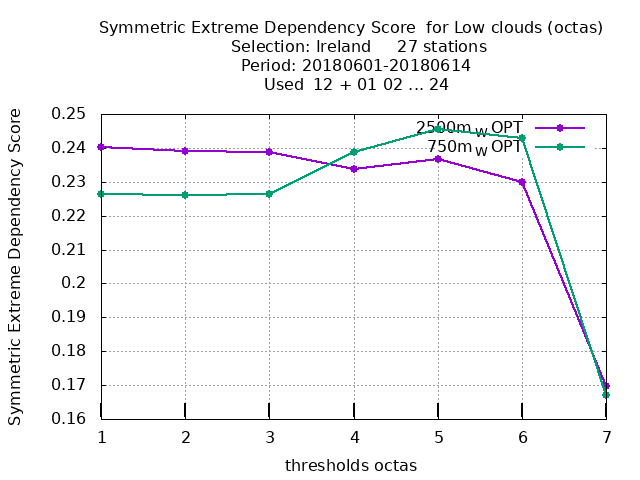 Symmetric Extreme Dependency Score  for Low clouds (octas)
Selection: Ireland     27 stations
Period: 20180601-20180614
Used  12 + 01 02 ... 24
Symmetric Extreme Dependency Score
0.25
0.24
0.23
0.22
0.21
0.2
0.19
0.18
0.17
0.16
2500m W OPT
750m W OPT
1 2 3 4 5 6 7
thresholds octas